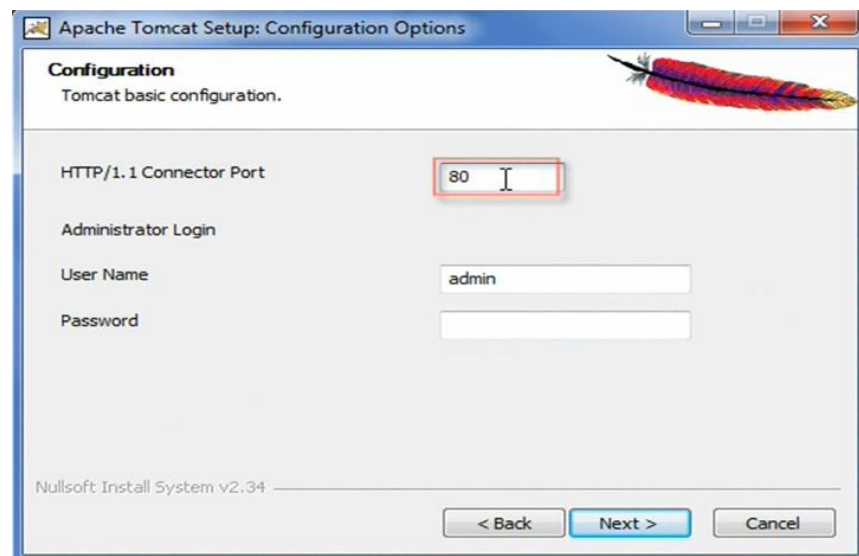 Apache Tomcat Setup: Configuration Options
Configuration
Tomcat basic configuration.
HTTP/1.1 Connector Port 80
Administrator Login
User Name admin
Password
Nullsoft Install System v2.34
< Back Next > Cancel